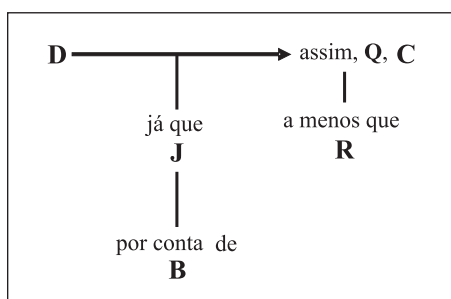 D assim, Q, C
já que a menos que
J R
por conta de
B